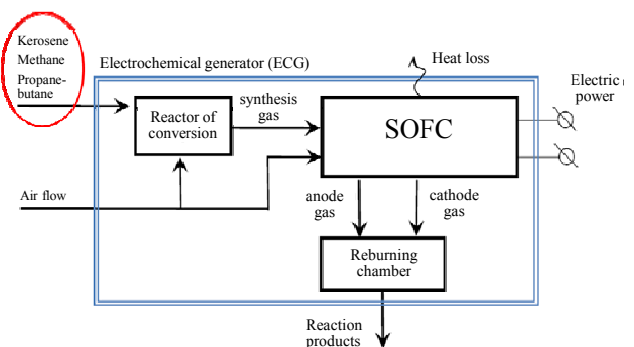 Kerosene
Methane
Propane-
butane
Electrochemical generator (ECG)
Heat loss
Electric
power
Reactor of
conversion
synthesis
gas
SOFC
Air flow
anode
gas
cathode
gas
Reburning
chamber
Reaction
products